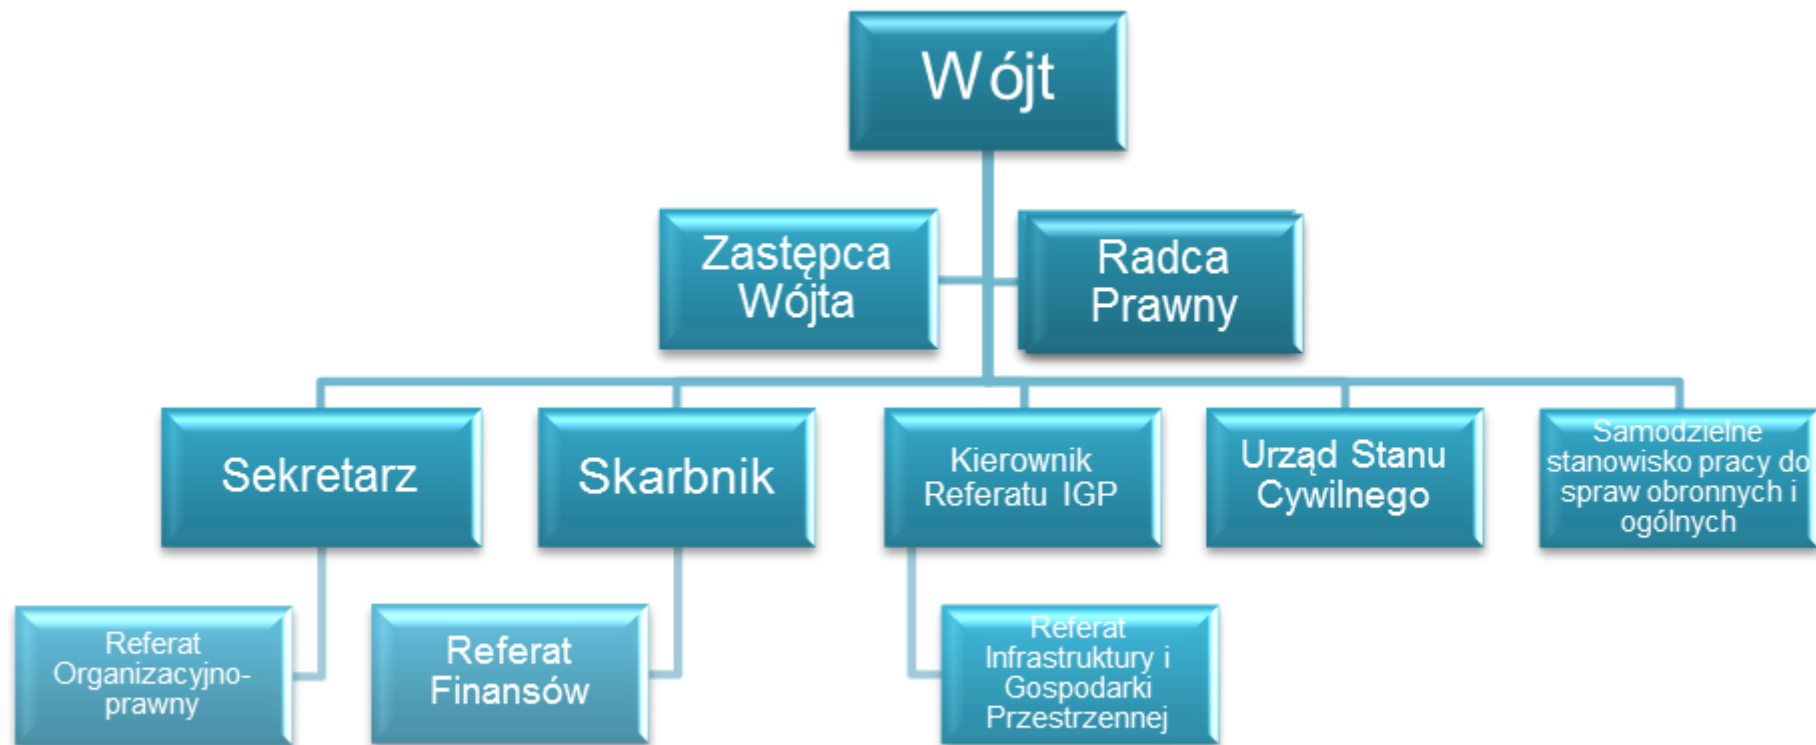 Wójt
Zastępca
Wójta
Radca
Prawny
Sekretarz
Skarbnik
Kierownik
Referatu IGP
Urząd Stanu
Cywilnego
Samodzielne
stanowisko pracy do
spraw obronnych i
ogólnych
Referat
Organizacyjno-
prawny
Referat
Finansów
Referat
Infrastruktury i
Gospodarki
Przestrzennej